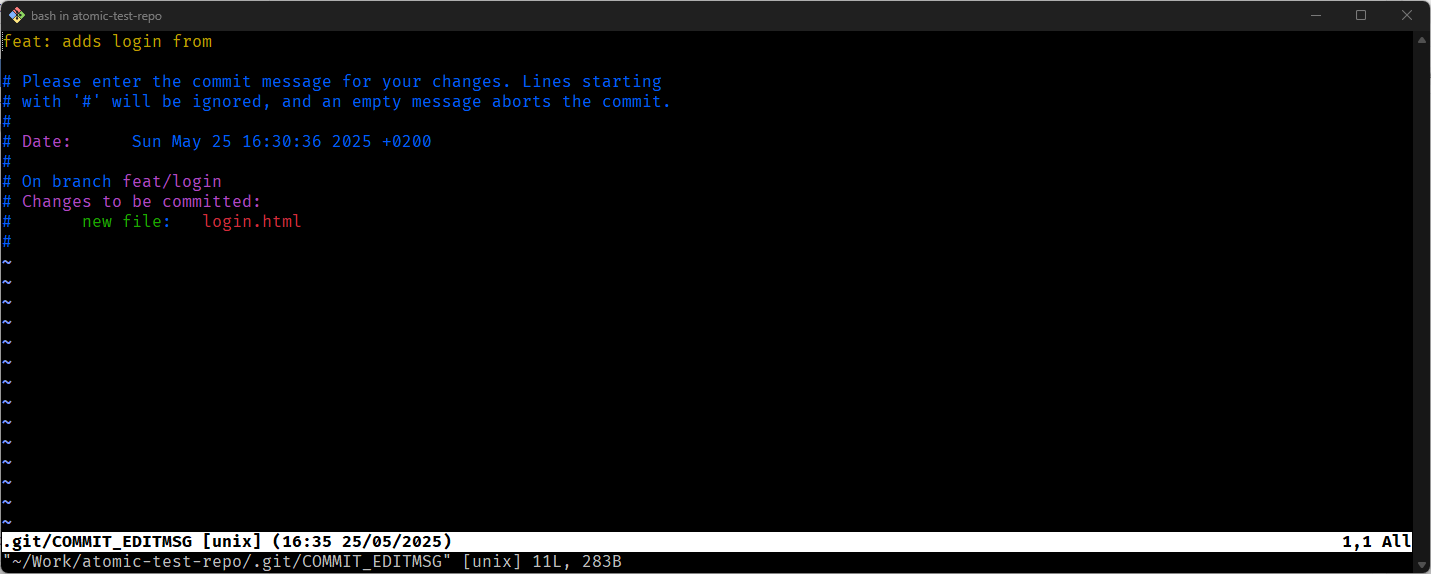 bash in atomic-test-repo
feat: adds login from
# Please enter the commit message for your changes. Lines starting
# with '#' will be ignored, and an empty message aborts the commit.
#
# Date:      Sun May 25 16:30:36 2025 +0200
#
# On branch feat/login
# Changes to be committed:
#       new file:   login.html
#
~
~
~
~
~
~
~
~
~
~
~
~
~
~
.git/COMMIT_EDITMSG [unix] (16:35 25/05/2025) 1,1 All
"~/Work/atomic-test-repo/.git/COMMIT_EDITMSG" [unix] 11L, 283B